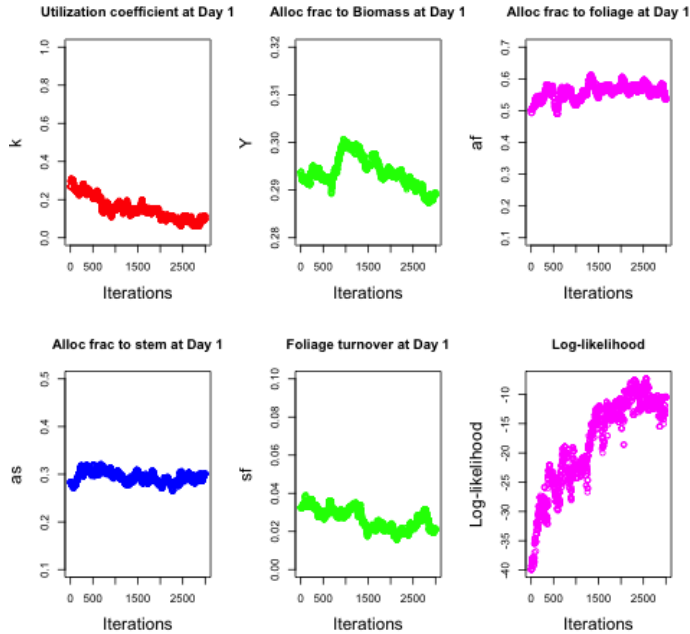 Utilization coefficient at Day 1
k
1.0
0.8
0.6
0.4
0.2
0.0
0 500 1500 2500
Iterations
Alloc frac to Biomass at Day 1
Y
0.32
0.31
0.30
0.29
0.28
0 500 1500 2500
Iterations
Alloc frac to foliage at Day 1
af
0.7
0.6
0.5
0.4
0.3
0.2
0.1
0 500 1500 2500
Iterations
Alloc frac to stem at Day 1
as
0.5
0.4
0.3
0.2
0.1
0 500 1500 2500
Iterations
Foliage turnover at Day 1
sf
0.10
0.08
0.06
0.04
0.02
0.00
0 500 1500 2500
Iterations
Log-likelihood
Log-likelihood
-10
-15
-20
-25
-30
-35
-40
0 500 1500 2500
Iterations